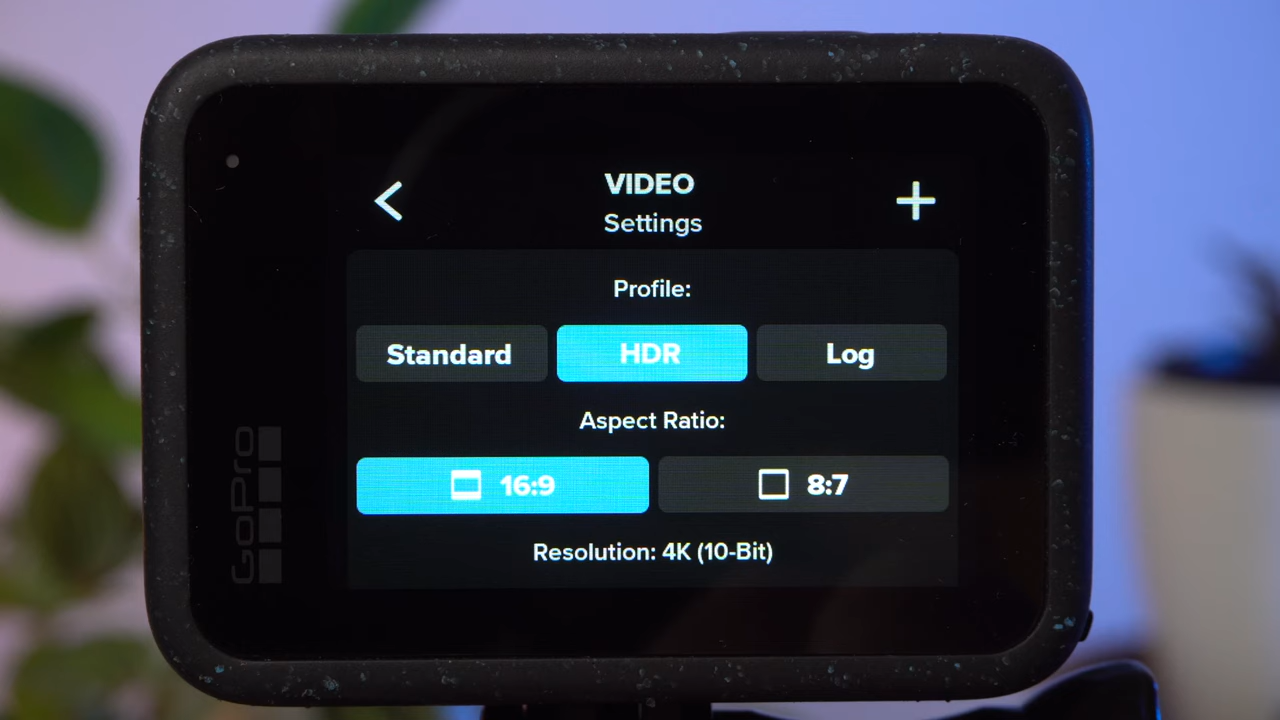 VIDEO
Settings
Profile:
Standard HDR Log
Aspect Ratio:
16:9 8:7
Resolution: 4K (10-Bit)
GoPro